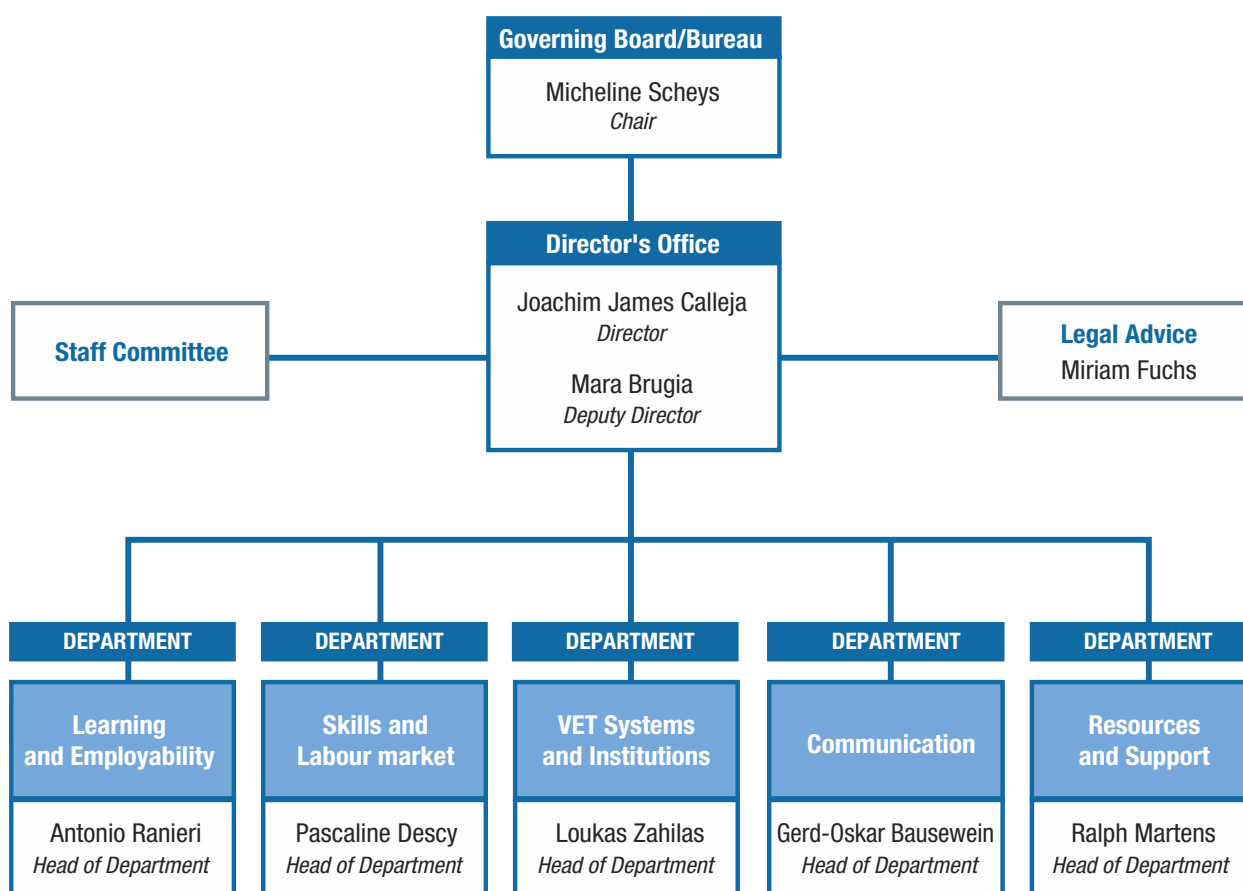 Governing Board/Bureau
Micheline Scheys
Chair
Director's Office
Joachim James Calleja
Director
Mara Brugia
Deputy Director
Staff Committee
Legal Advice
Miriam Fuchs
DEPARTMENT
Learning
and Employability
Antonio Ranieri
Head of Department
DEPARTMENT
Skills and
Labour market
Pascaline Descy
Head of Department
DEPARTMENT
VET Systems
and Institutions
Loukas Zahilas
Head of Department
DEPARTMENT
Communication
Gerd-Oskar Bausewein
Head of Department
DEPARTMENT
Resources
and Support
Ralph Martens
Head of Department